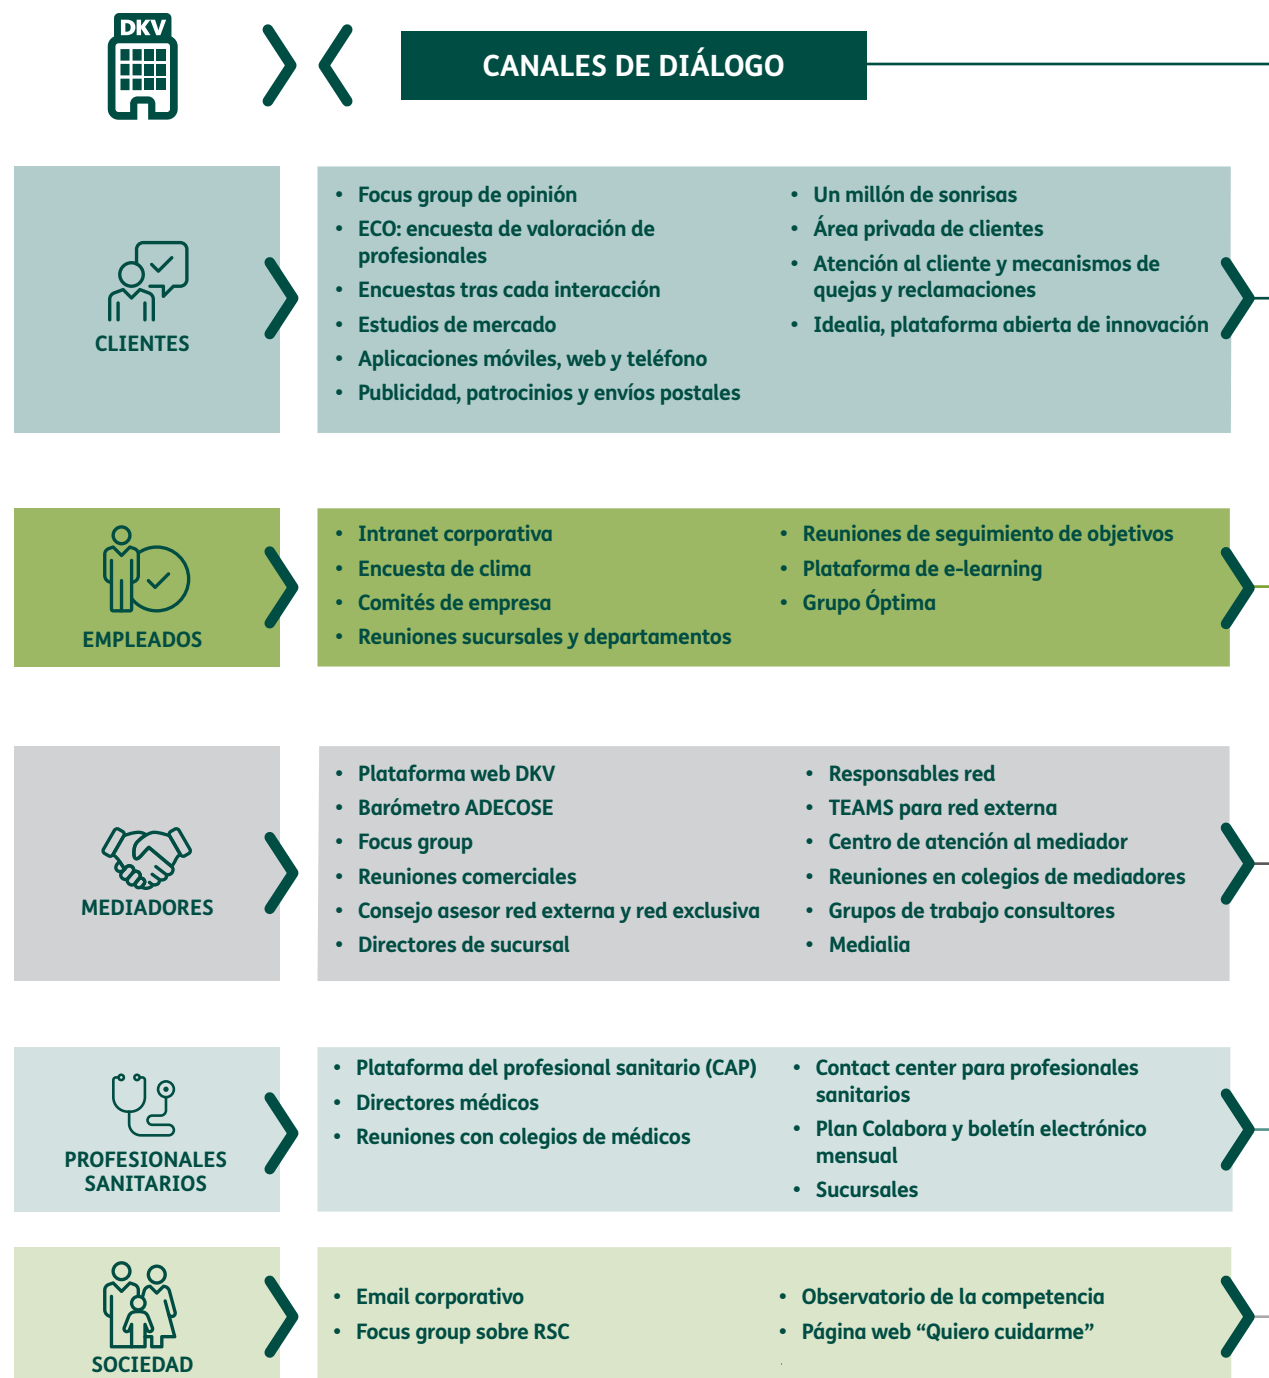 DKV
CANALES DE DIÁLOGO
CLIENTES
• Focus group de opinión
• ECO: encuesta de valoración de
profesionales
• Encuestas tras cada interacción
• Estudios de mercado
• Aplicaciones móviles, web y teléfono
• Publicidad, patrocinios y envíos postales
• Un millón de sonrisas
• Área privada de clientes
• Atención al cliente y mecanismos de
quejas y reclamaciones
• Idealia, plataforma abierta de innovación
EMPLEADOS
• Intranet corporativa
• Encuesta de clima
• Comités de empresa
• Reuniones sucursales y departamentos
• Reuniones de seguimiento de objetivos
• Plataforma de e-learning
• Grupo Óptima
MEDIADORES
• Plataforma web DKV
• Barómetro ADECOSE
• Focus group
• Reuniones comerciales
• Consejo asesor red externa y red exclusiva
• Directores de sucursal
• Responsables red
• TEAMS para red externa
• Centro de atención al mediador
• Reuniones en colegios de mediadores
• Grupos de trabajo consultores
• Medialia
PROFESIONALES
SANITARIOS
• Plataforma del profesional sanitario (CAP)
• Directores médicos
• Reuniones con colegios de médicos
• Contact center para profesionales
sanitarios
• Plan Colabora y boletín electrónico
mensual
• Sucursales
SOCIEDAD
• Email corporativo
• Focus group sobre RSC
• Observatorio de la competencia
• Página web “Quiero cuidarme”